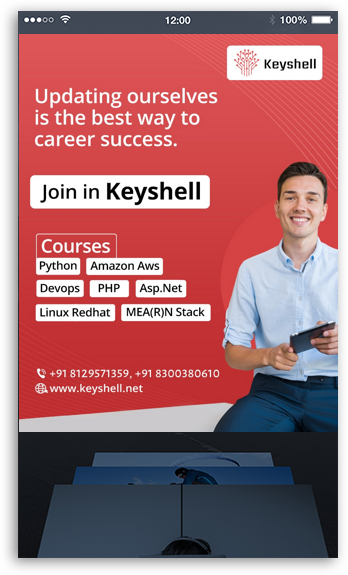 12:00
100%
Keyshell
Updating ourselves
is the best way to
career success.
Join in Keyshell
Courses
Python Amazon Aws
Devops PHP Asp.Net
Linux Redhat MEA(R)N Stack
+91 8129571359, +91 8300380610
www.keyshell.net